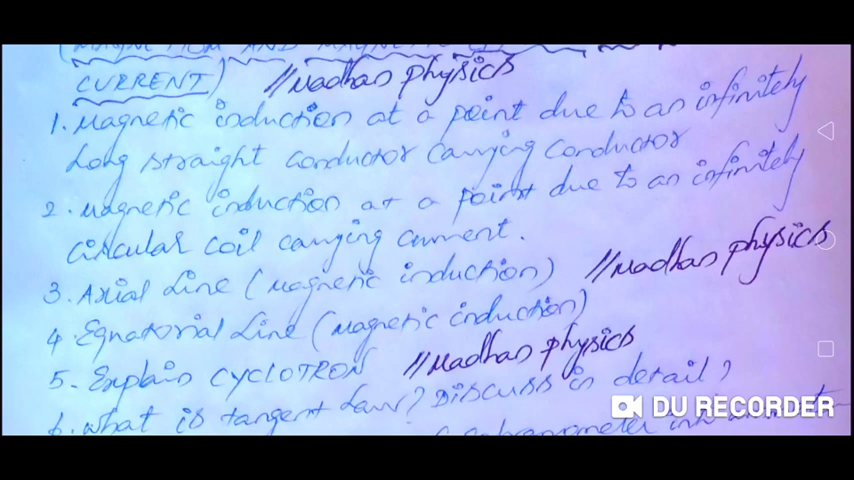 (MAGNETISM AND MAGNETIC
CURRENT) //Madhan physics
1. Magnetic induction at a point due to an infinitely
Long straight conductor carrying conductor
2. Magnetic induction at a point due to an infinitely
circular coil carrying current.
3. Axial Line (Magnetic induction) //Madhan physics
4. Equatorial Line (Magnetic induction)
5. Explain CYCLOTRON //Madhan physics
6. What is tangent Law? Discuss in detail?
DU RECORDER